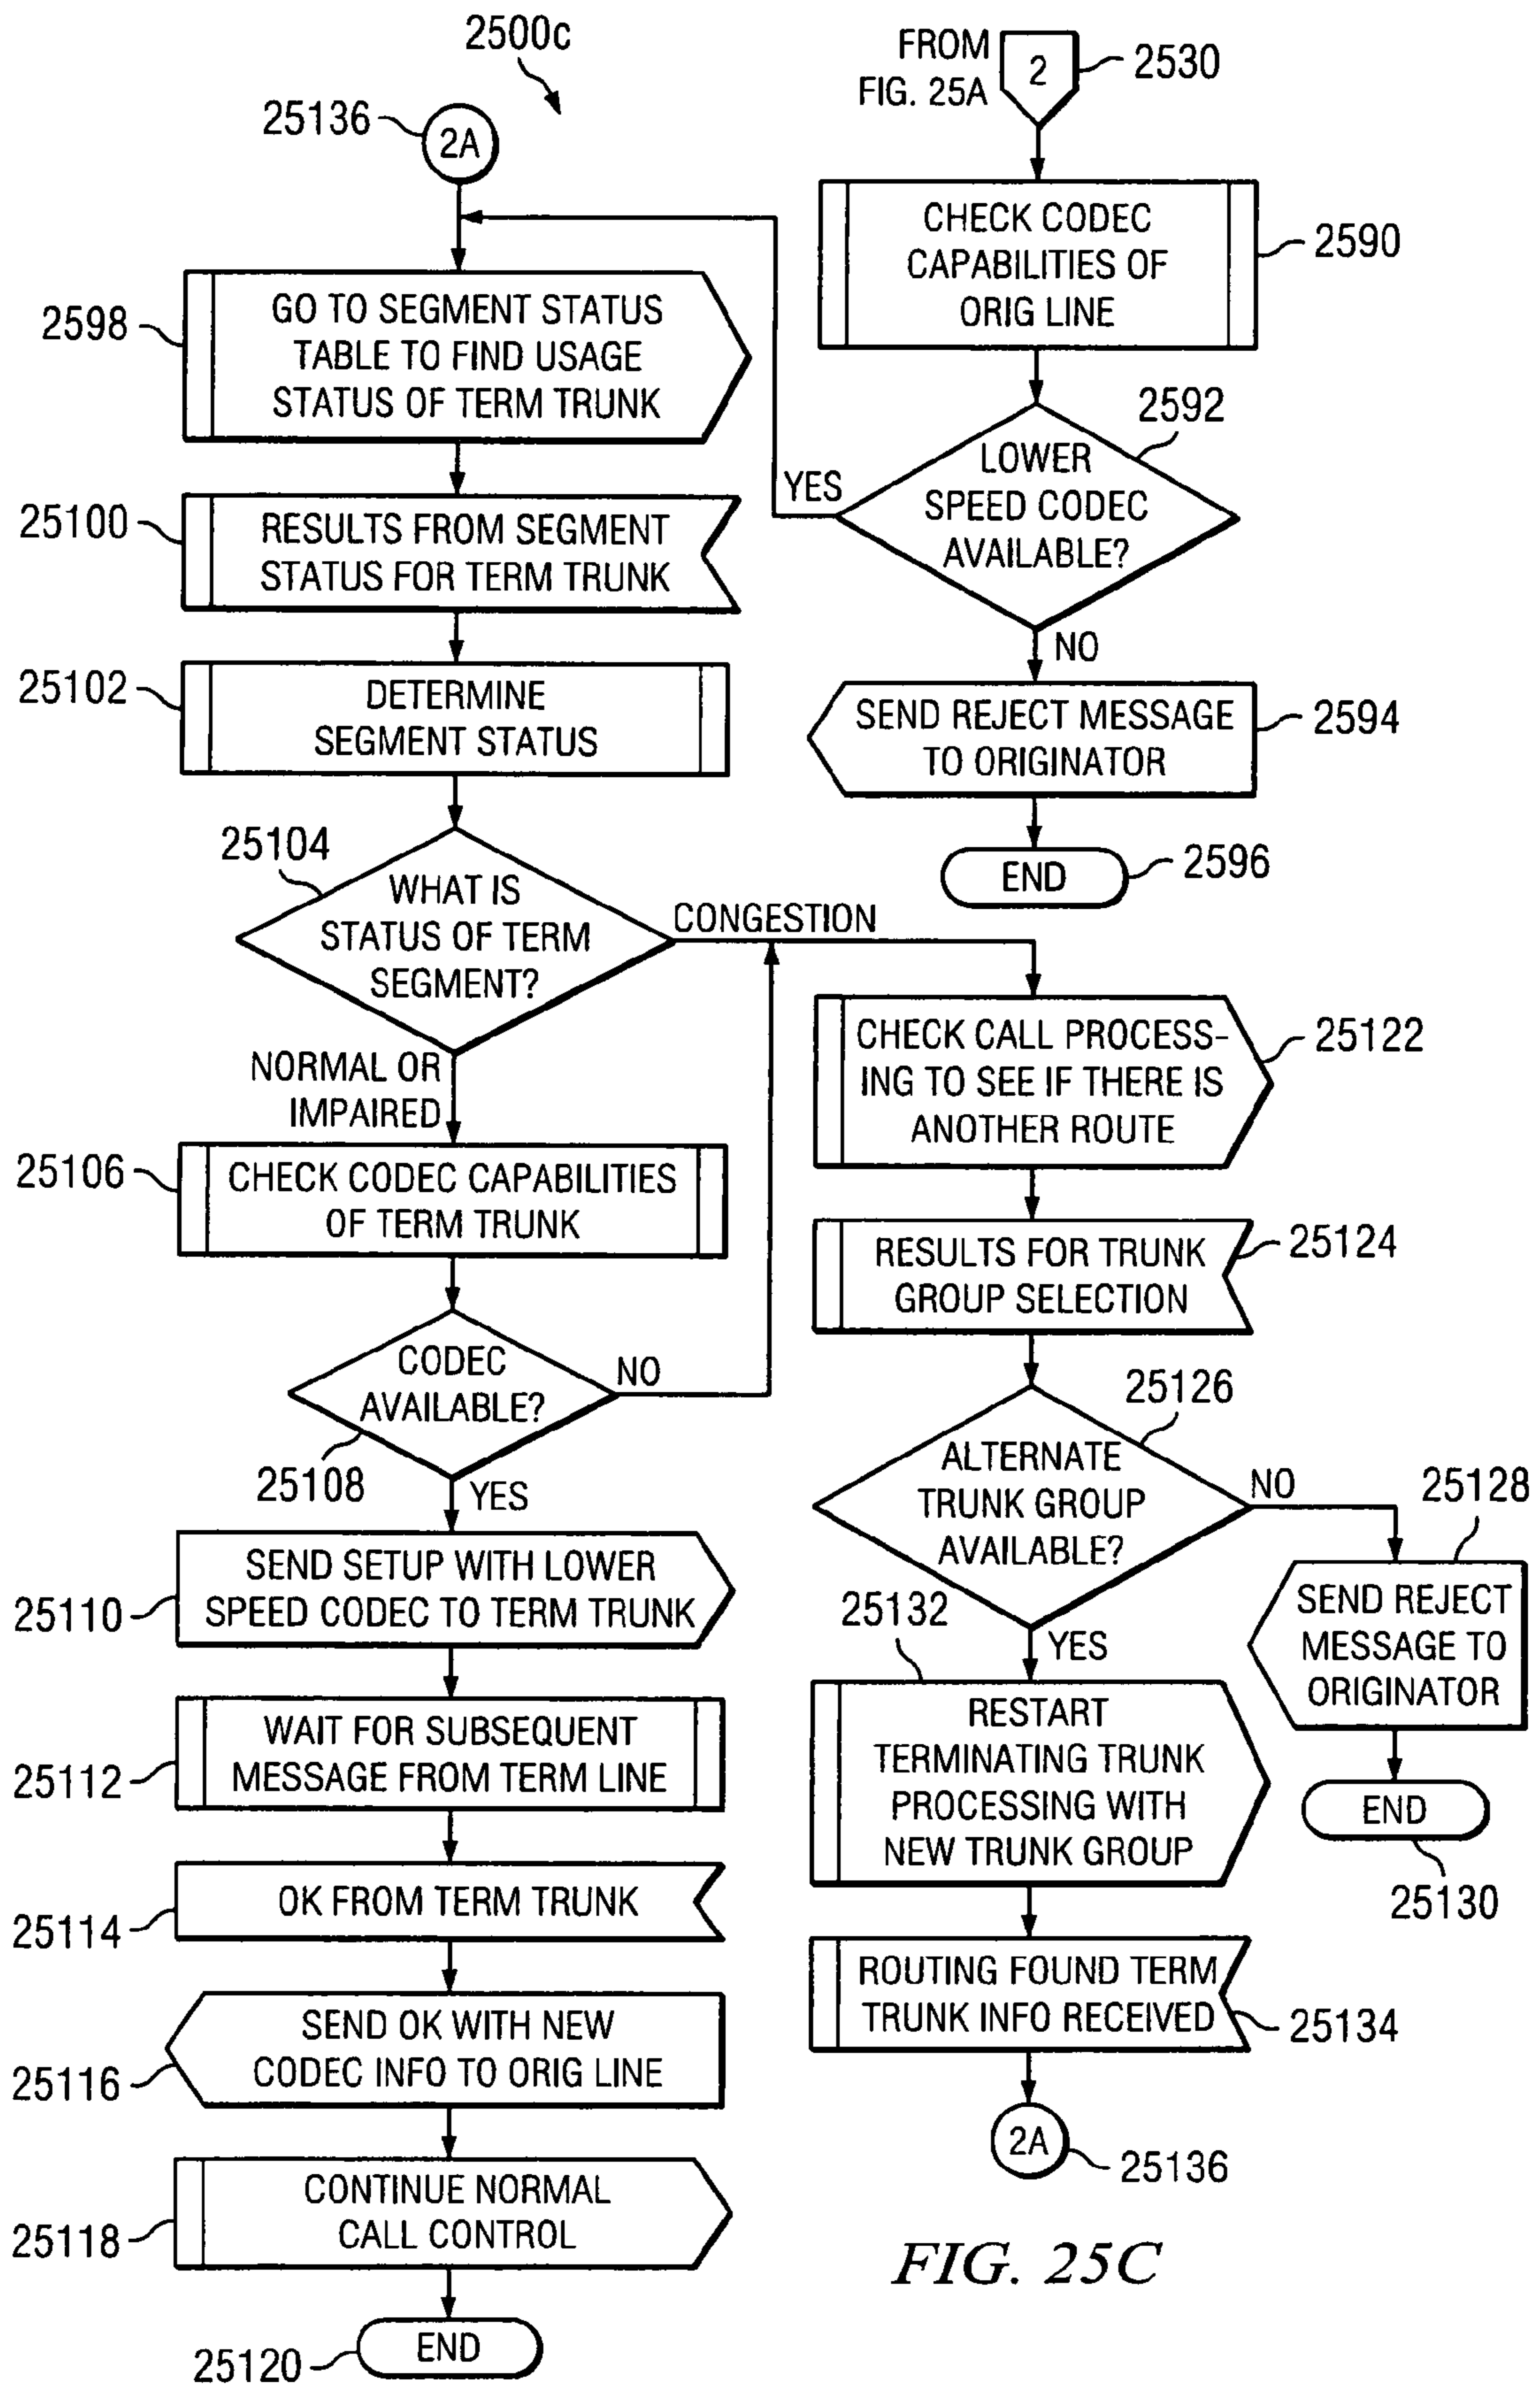 2500c
25136
2A
FROM
FIG. 25A
2
2530
CHECK CODEC
CAPABILITIES OF
ORIG LINE
2590
2598
GO TO SEGMENT STATUS
TABLE TO FIND USAGE
STATUS OF TERM TRUNK
2592
LOWER
SPEED CODEC
AVAILABLE?
YES
NO
25100
RESULTS FROM SEGMENT
STATUS FOR TERM TRUNK
25102
DETERMINE
SEGMENT STATUS
SEND REJECT MESSAGE
TO ORIGINATOR
2594
END
2596
25104
WHAT IS
STATUS OF TERM
SEGMENT?
CONGESTION
NORMAL OR
IMPAIRED
25106
CHECK CODEC CAPABILITIES
OF TERM TRUNK
CODEC
AVAILABLE?
NO
25108
YES
25110
SEND SETUP WITH LOWER
SPEED CODEC TO TERM TRUNK
25112
WAIT FOR SUBSEQUENT
MESSAGE FROM TERM LINE
25114
OK FROM TERM TRUNK
25116
SEND OK WITH NEW
CODEC INFO TO ORIG LINE
25118
CONTINUE NORMAL
CALL CONTROL
25120
END
CHECK CALL PROCESS-
ING TO SEE IF THERE IS
ANOTHER ROUTE
25122
RESULTS FOR TRUNK
GROUP SELECTION
25124
25126
ALTERNATE
TRUNK GROUP
AVAILABLE?
NO
25128
SEND REJECT
MESSAGE TO
ORIGINATOR
END
25130
25132
YES
RESTART
TERMINATING TRUNK
PROCESSING WITH
NEW TRUNK GROUP
ROUTING FOUND TERM
TRUNK INFO RECEIVED
25134
2A
25136
FIG. 25C